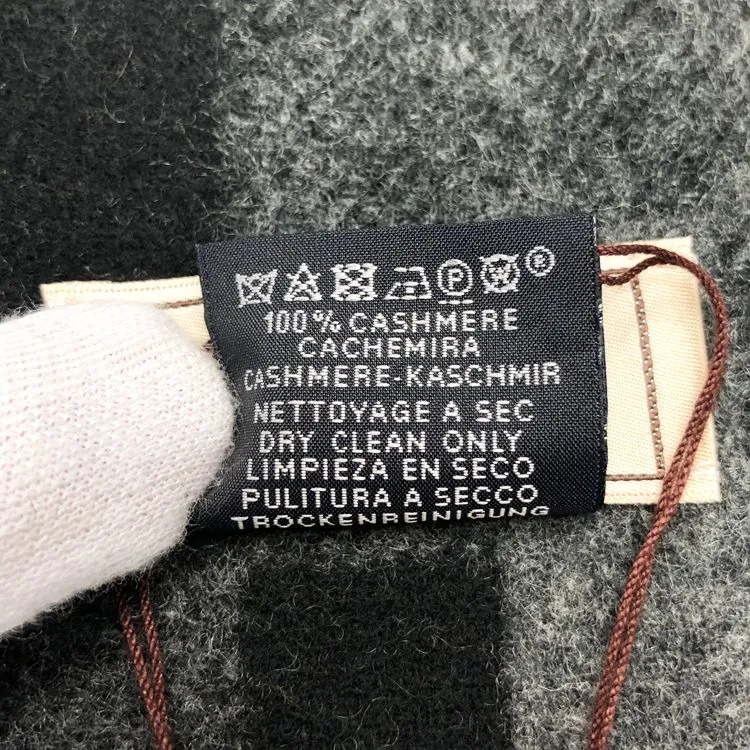 P W ®
100% CASHMERE
CACHEMIRA
CASHMERE-KASCHMIR
NETTOYAGE A SEC
DRY CLEAN ONLY
LIMPIEZA EN SECO
PULITURA A SECCO
TROCKENREINIGUNG